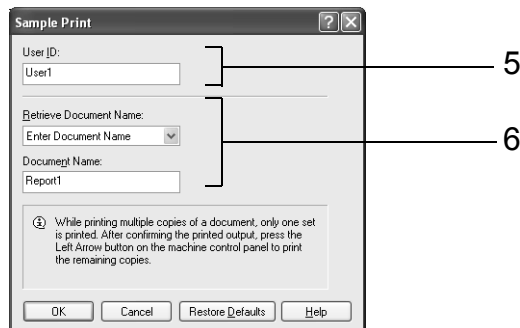 Sample Print
User ID:
User1
5
Retrieve Document Name:
Enter Document Name
6
Document Name:
Report1
While printing multiple copies of a document, only one set
is printed. After confirming the printed output, press the
Left Arrow button on the machine control panel to print
the remaining copies.
OK Cancel Restore Defaults Help